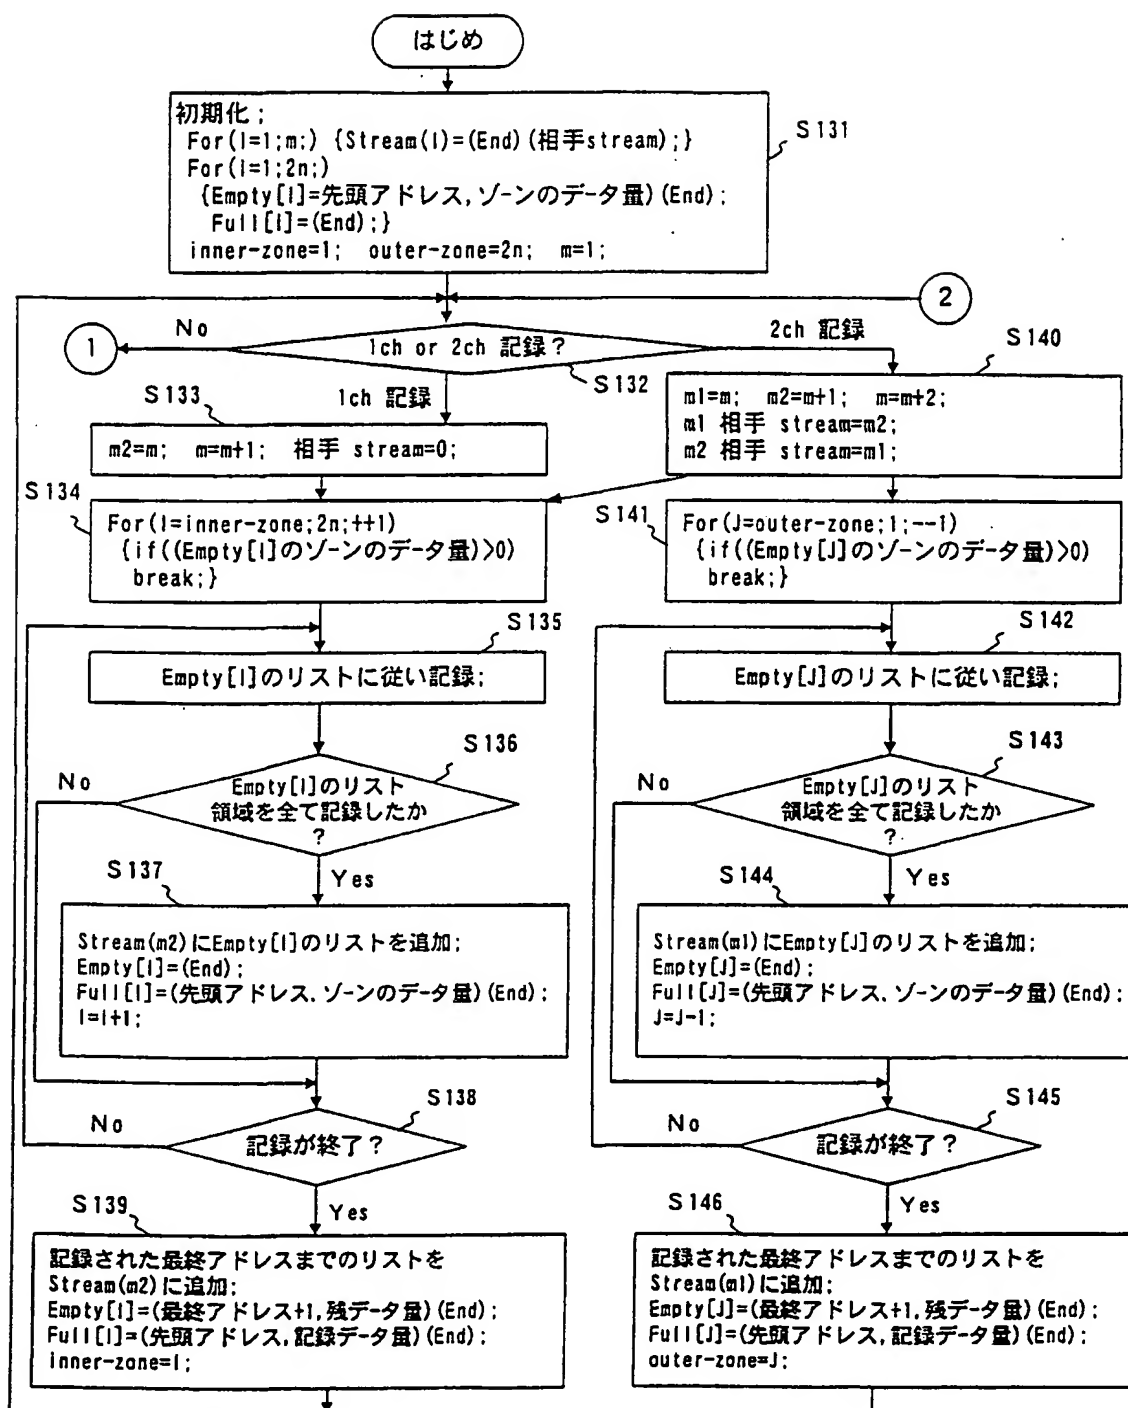 はじめ
初期化;
For(I=1;m;) {Stream(I)=(End)(相手stream);}
For(i=1;2n;)
{Empty[I]=先頭アドレス,ゾーンのデータ量)(End);
Full[I]=(End);}
inner-zone=1; outer-zone=2n; m=1;
S131
2
No
1
1ch or 2ch 記録?
2ch 記録
S140
S132
S133
1ch 記録
m2=m; m=m+1; 相手 stream=0;
m1=m; m2=m+1; m=m+2;
m1 相手 stream=m2;
m2 相手 stream=m1;
S134
For(I=inner-zone;2n;++1)
{if((Empty[I]のゾーンのデータ量)>0)
break;}
S141
For(J=outer-zone;1;--1)
{if((Empty[J]のゾーンのデータ量)>0)
break;}
S135
Empty[I]のリストに従い記録;
S142
Empty[J]のリストに従い記録;
S136
No
Empty[I]のリスト
領域を全て記録したか
?
S143
No
Empty[J]のリスト
領域を全て記録したか
?
S137
Yes
Stream(m2)にEmpty[I]のリストを追加;
Empty[I]=(End);
Full[I]=(先頭アドレス,ゾーンのデータ量)(End);
I=I+1;
S144
Yes
Stream(m1)にEmpty[J]のリストを追加;
Empty[J]=(End);
Full[J]=(先頭アドレス,ゾーンのデータ量)(End);
J=J-1;
S138
No
記録が終了?
S145
No
記録が終了?
S139
Yes
記録された最終アドレスまでのリストを
Stream(m2)に追加;
Empty[I]=(最終アドレス+1,残データ量)(End);
Full[I]=(先頭アドレス,記録データ量)(End);
inner-zone=I;
S146
Yes
記録された最終アドレスまでのリストを
Stream(m1)に追加;
Empty[J]=(最終アドレス+1,残データ量)(End);
Full[J]=(先頭アドレス,記録データ量)(End);
outer-zone=J;